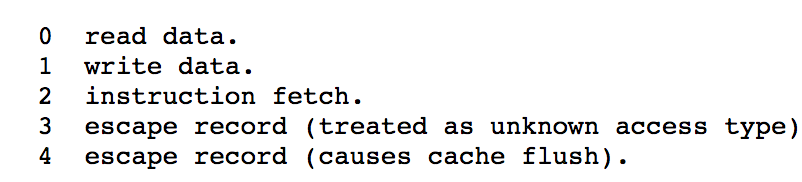 0 read data.
1 write data.
2 instruction fetch.
3 escape record (treated as unknown access type)
4 escape record (causes cache flush).